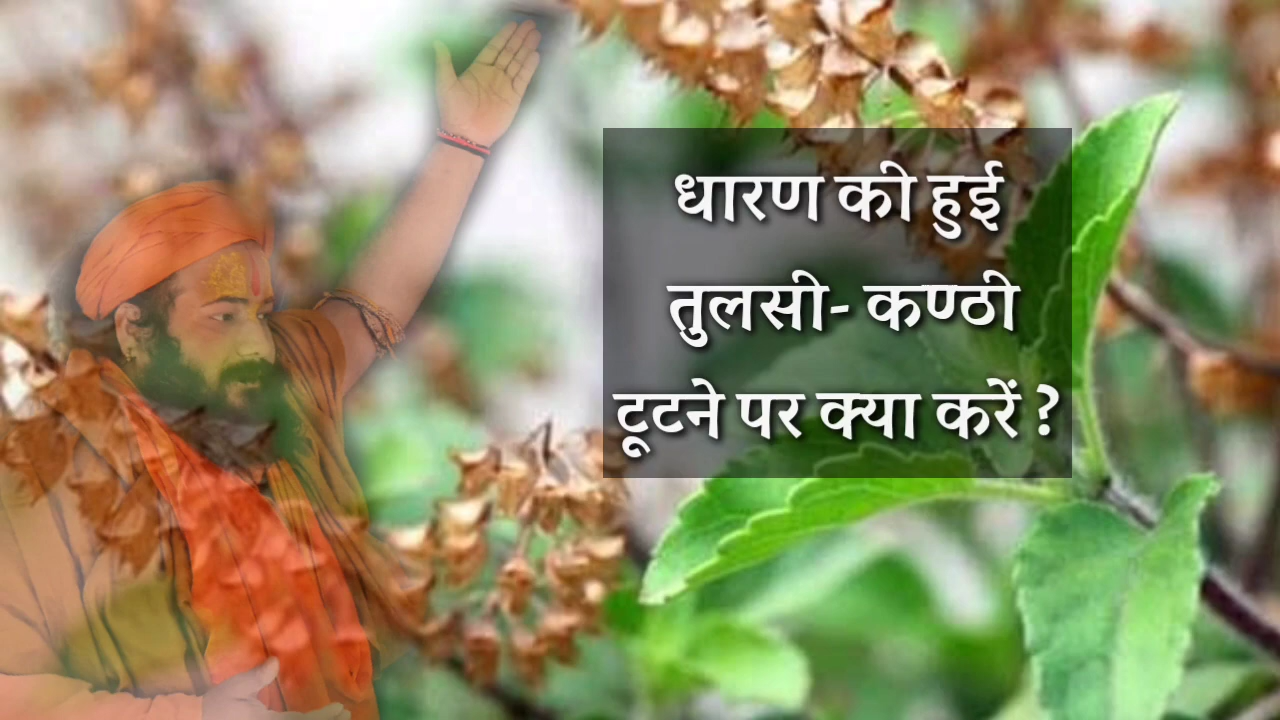 धारण की हुई
तुलसी- कण्ठी
टूटने पर क्या करें ?